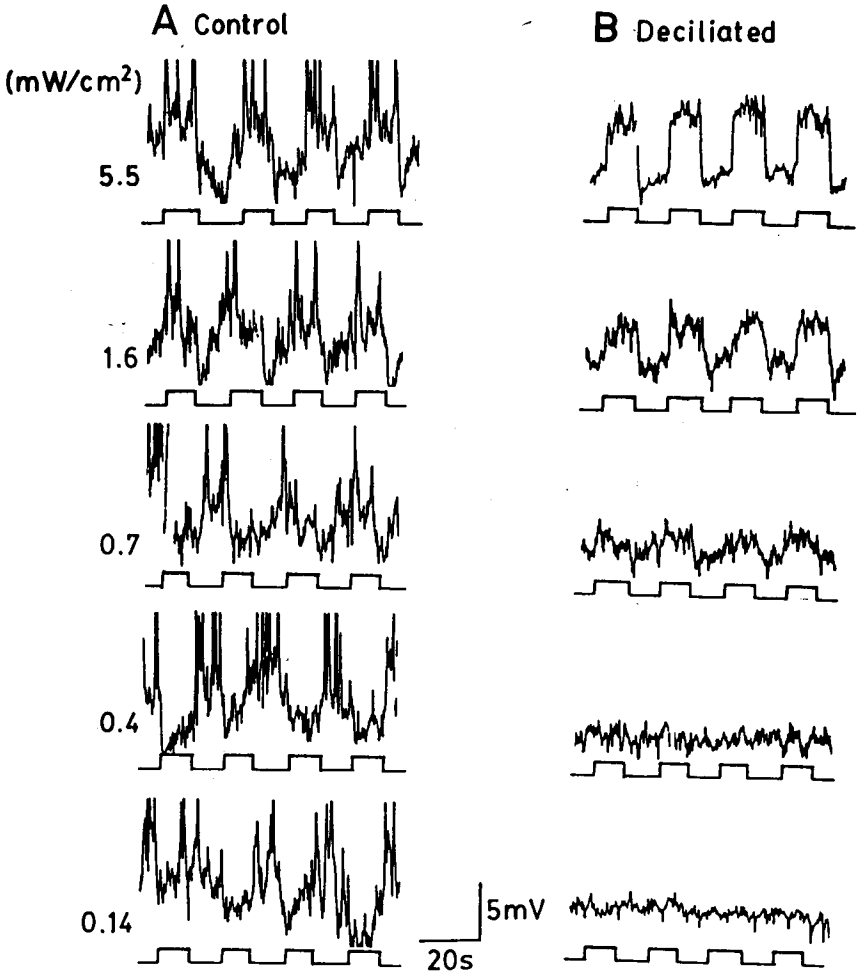 A Control
B Deciliated
(mW/cm²)
5.5
1.6
0.7
0.4
0.14
5mV
20s